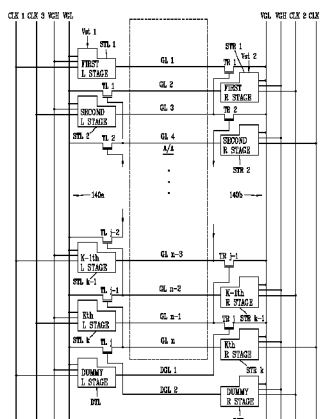 CLK 1 CLK 3 VGH VGL VGL VGH CLK 2 CLK 4
Vst 1
STL 1
STR 1
Vst 2
FIRST
L STAGE
GL 1
TR 1
TL 1
GL 2
FIRST
R STAGE
SECOND
L STAGE
GL 3
TR 2
STL 2
TL 2
GL 4
A/A
SECOND
R STAGE
STR 2
140a
140b
TL j-2
K-1th
L STAGE
GL n-3
TR j-1
STL k-1
TL j-1
GL n-2
K-1th
R STAGE
Kth
L STAGE
GL n-1
TR j
STR k-1
STL k
TL j
GL n
Kth
R STAGE
DUMMY
L STAGE
DGL 1
STR k
DTL
DGL 2
DUMMY
R STAGE